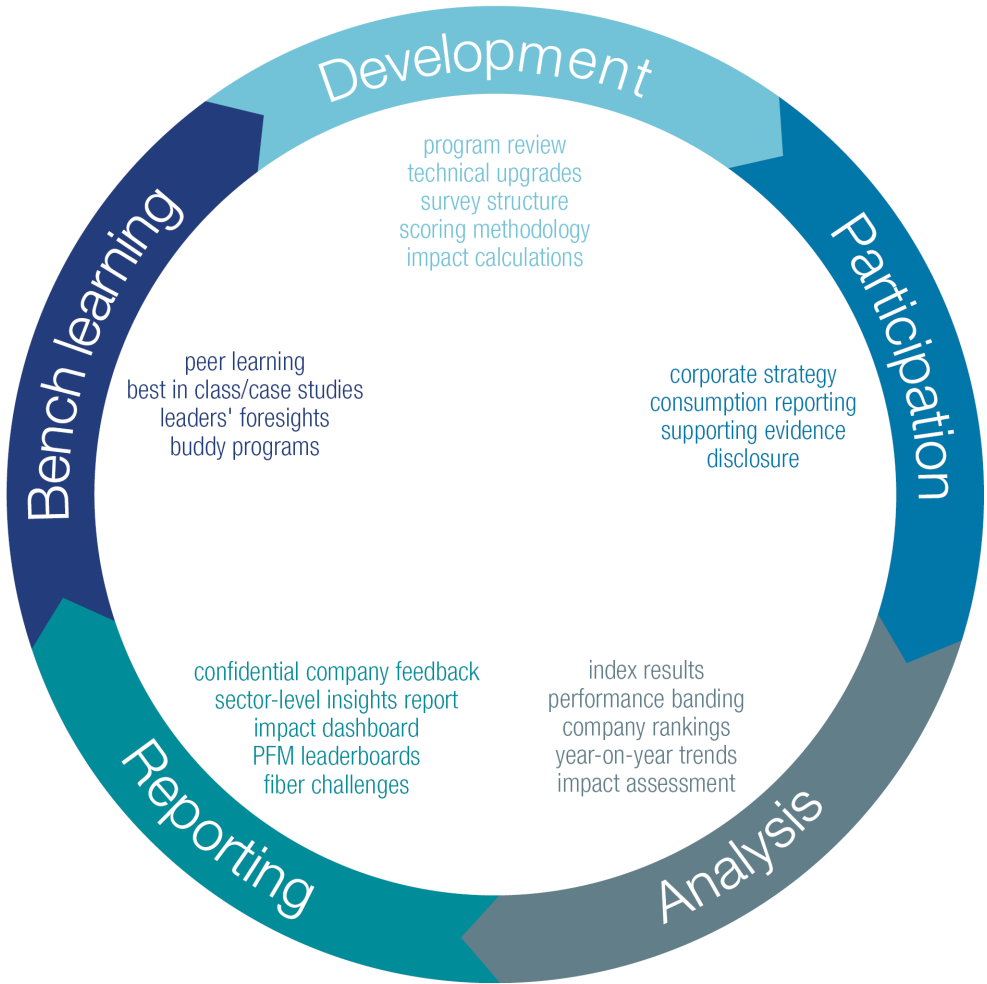 Development
program review
technical upgrades
survey structure
scoring methodology
impact calculations
Participation
corporate strategy
consumption reporting
supporting evidence
disclosure
Analysis
index results
performance banding
company rankings
year-on-year trends
impact assessment
Reporting
confidential company feedback
sector-level insights report
impact dashboard
PFM leaderboards
fiber challenges
Bench learning
peer learning
best in class/case studies
leaders' foresights
buddy programs